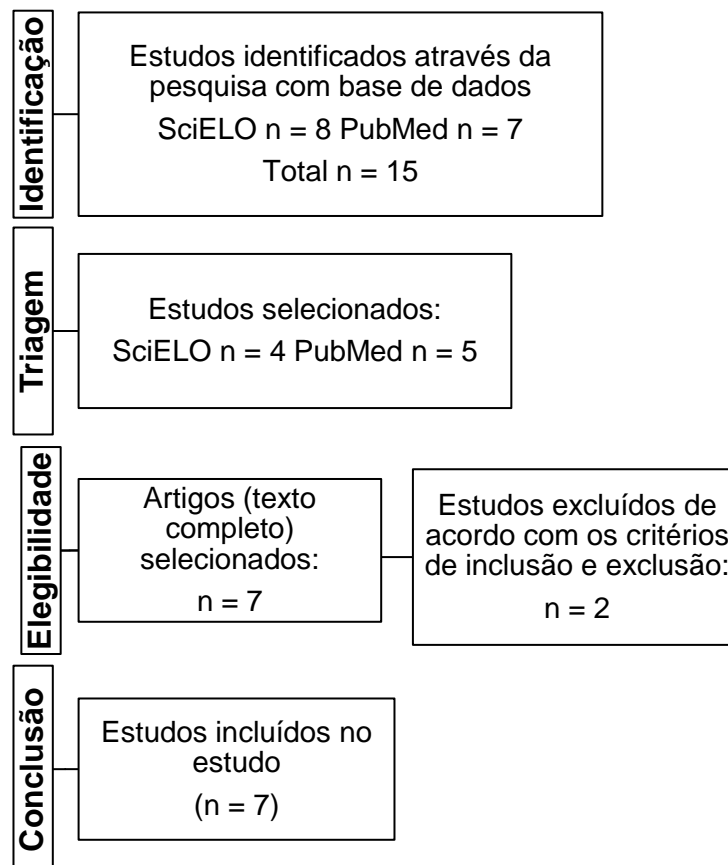 Identificação
Estudos identificados através da
pesquisa com base de dados
SciELO n = 8 PubMed n = 7
Total n = 15
Triagem
Estudos selecionados:
SciELO n = 4 PubMed n = 5
Elegibilidade
Artigos (texto
completo)
selecionados:
n = 7
Estudos excluídos de
acordo com os critérios
de inclusão e exclusão:
n = 2
Conclusão
Estudos incluídos no
estudo
(n = 7)